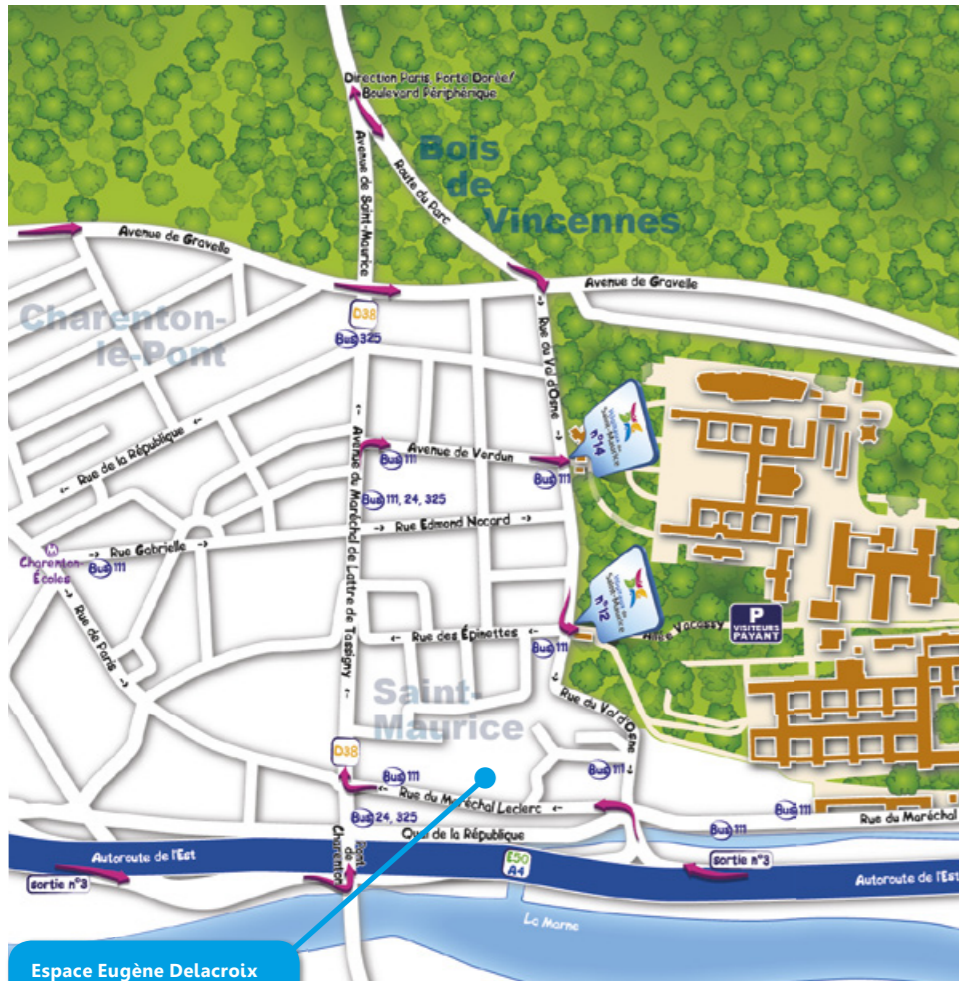 Direction Paris, Porte Dorée/
Boulevard Périphérique
Bois
de
Vincennes
Avenue de Saint-Maurice
Route du Parc
Avenue de Gravelle
Avenue de Gravelle
Charenton-
le-Pont
D38
Bus 325
Rue du Val d'Osne
Saint-Maurice
n°14
← Rue de la République ←
Avenue du Maréchal de Lattre de Tassigny
Avenue de Verdun
Bus 111
Bus 111
Bus 111, 24, 325
→ Rue Gabrielle →
→ Rue Edmond Nocard →
M
Charenton-
Écoles
Bus 111
Rue de Paris
Saint-Maurice
n°12
← Rue des Épinettes ←
Bus 111
Allée Vacassy
P
VISITEURS
PAYANT
Saint-
Maurice
Rue du Val d'Osne
D38
Bus 111
Bus 111
← Rue du Maréchal Leclerc ←
Bus 111
Rue du Maréchal
Bus 24, 325
Quai de la République
Bus 111
Autoroute de l'Est
Pont de Charenton
E50
A4
sortie n°3
sortie n°3
Autoroute de l'Est
La Marne
Espace Eugène Delacroix